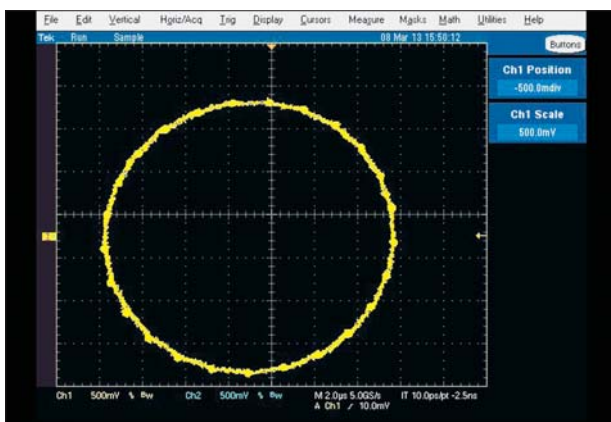 File Edit Vertical Horiz/Acq Trig Display Cursors Measure Masks Math Utilities Help
Tek Run Sample 08 Mar 13 15:50:12
Buttons
Ch1 Position
-500.0mdiv
Ch1 Scale
500.0mV
Ch1 500mV Bw Ch2 500mV Bw M 2.0µs 5.0GS/s IT 10.0ps/pt -2.5ns
A Ch1 10.0mV